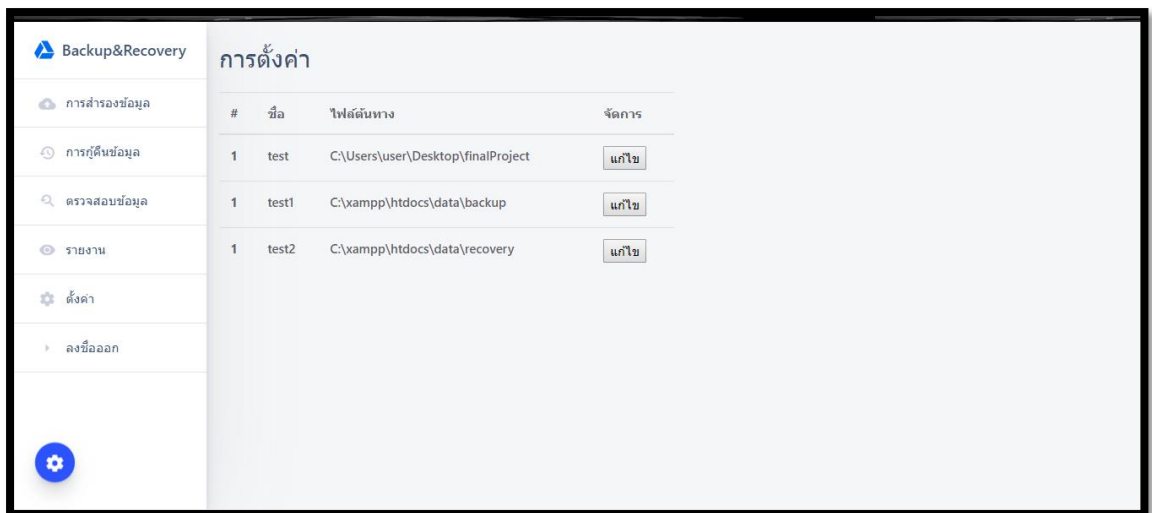 Backup&Recovery
การสำรองข้อมูล
การกู้คืนข้อมูล
ตรวจสอบข้อมูล
รายงาน
ตั้งค่า
ลงชื่อออก
การตั้งค่า
# ชื่อ ไฟล์ต้นทาง จัดการ
1 test C:\Users\user\Desktop\finalProject แก้ไข
1 test1 C:\xampp\htdocs\data\backup แก้ไข
1 test2 C:\xampp\htdocs\data\recovery แก้ไข